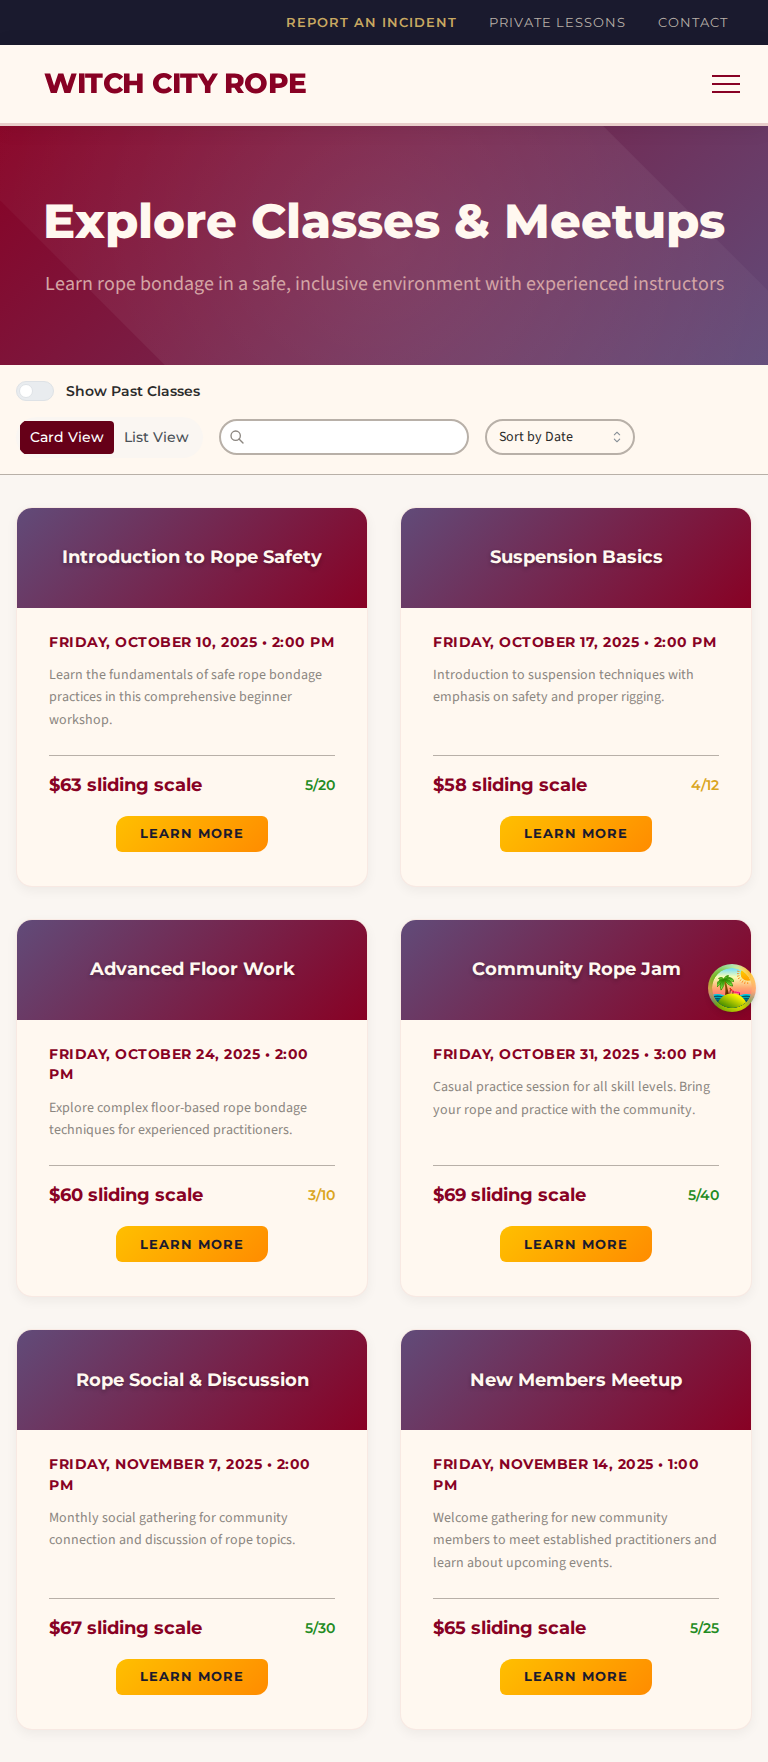 REPORT AN INCIDENT PRIVATE LESSONS CONTACT
WITCH CITY ROPE
Explore Classes & Meetups
Learn rope bondage in a safe, inclusive environment with experienced instructors
Show Past Classes
Card View List View Sort by Date
Introduction to Rope Safety
FRIDAY, OCTOBER 10, 2025 • 2:00 PM
Learn the fundamentals of safe rope bondage
practices in this comprehensive beginner
workshop.
$63 sliding scale 5/20
LEARN MORE
Suspension Basics
FRIDAY, OCTOBER 17, 2025 • 2:00 PM
Introduction to suspension techniques with
emphasis on safety and proper rigging.
$58 sliding scale 4/12
LEARN MORE
Advanced Floor Work
FRIDAY, OCTOBER 24, 2025 • 2:00
PM
Explore complex floor-based rope bondage
techniques for experienced practitioners.
$60 sliding scale 3/10
LEARN MORE
Community Rope Jam
FRIDAY, OCTOBER 31, 2025 • 3:00 PM
Casual practice session for all skill levels. Bring
your rope and practice with the community.
$69 sliding scale 5/40
LEARN MORE
Rope Social & Discussion
FRIDAY, NOVEMBER 7, 2025 • 2:00
PM
Monthly social gathering for community
connection and discussion of rope topics.
$67 sliding scale 5/30
LEARN MORE
New Members Meetup
FRIDAY, NOVEMBER 14, 2025 • 1:00
PM
Welcome gathering for new community
members to meet established practitioners and
learn about upcoming events.
$65 sliding scale 5/25
LEARN MORE